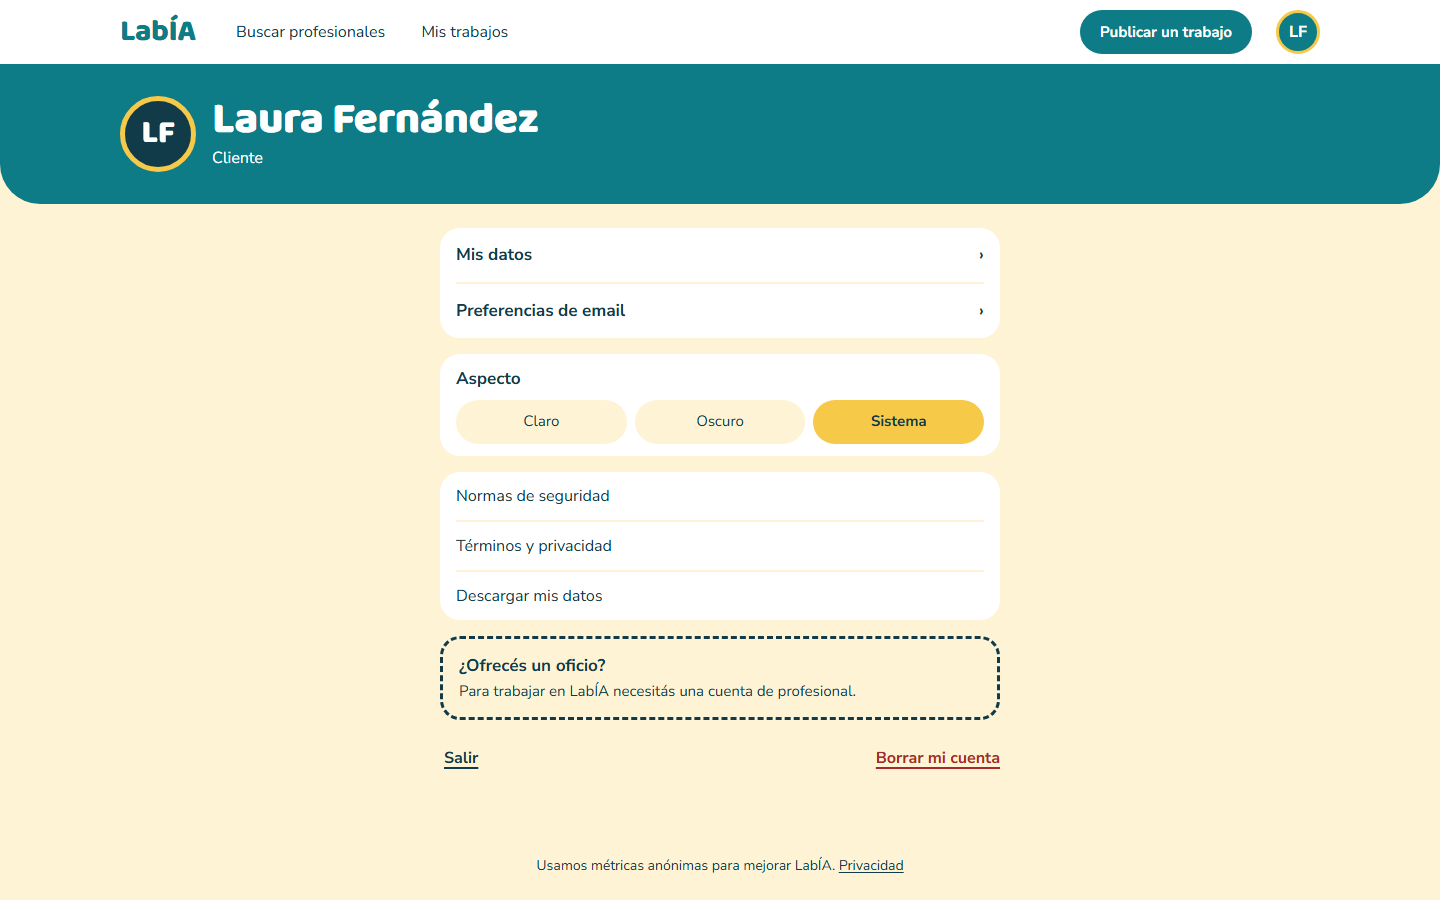 LabÍA
Buscar profesionales
Mis trabajos
Publicar un trabajo
LF
LF
Laura Fernández
Cliente
Mis datos ›
Preferencias de email ›
Aspecto
Claro
Oscuro
Sistema
Normas de seguridad
Términos y privacidad
Descargar mis datos
¿Ofrecés un oficio?
Para trabajar en LabÍA necesitás una cuenta de profesional.
Salir
Borrar mi cuenta
Usamos métricas anónimas para mejorar LabÍA. Privacidad